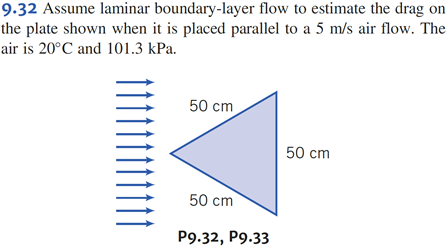 9.32 Assume laminar boundary-layer flow to estimate the drag on
the plate shown when it is placed parallel to a 5 m/s air flow. The
air is 20°C and 101.3 kPa.
50 cm
50 cm
50 cm
P9.32, P9.33